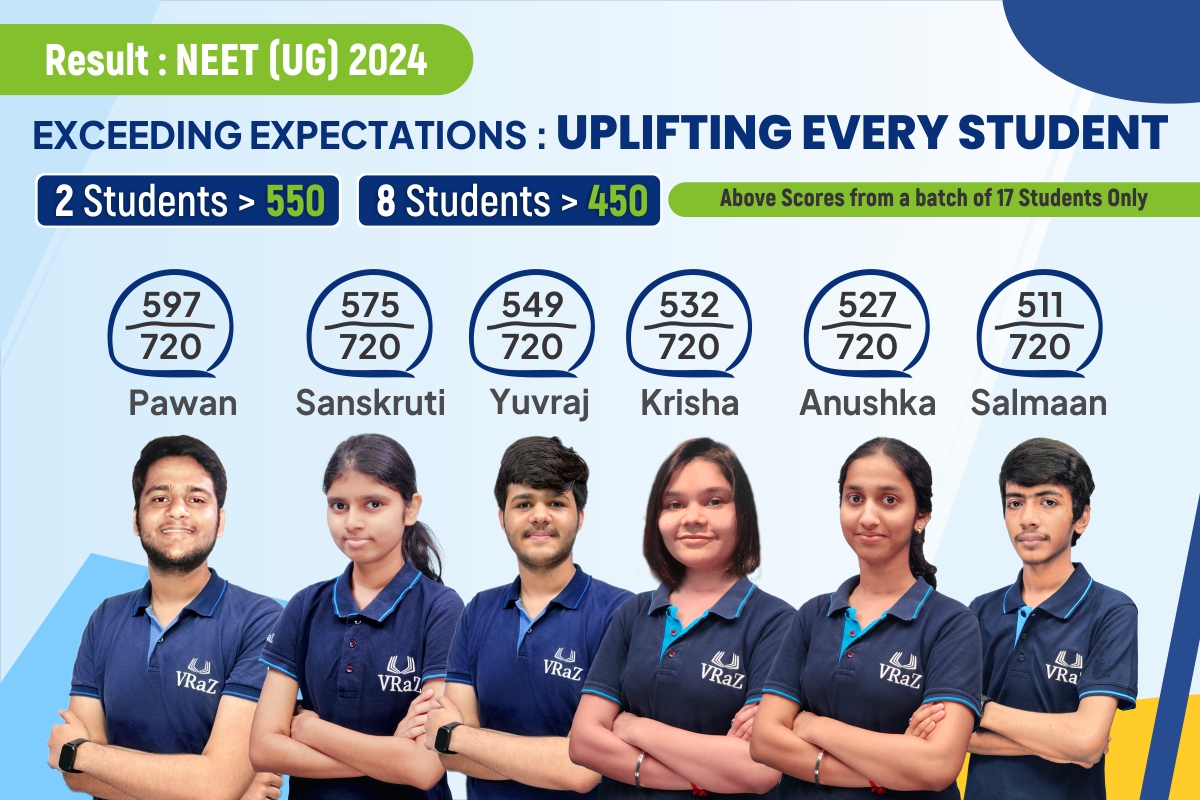 Result : NEET (UG) 2024
EXCEEDING EXPECTATIONS : UPLIFTING EVERY STUDENT
2 Students > 550
8 Students > 450
Above Scores from a batch of 17 Students Only
597
720
Pawan
575
720
Sanskruti
549
720
Yuvraj
532
720
Krisha
527
720
Anushka
511
720
Salmaan
VRaZ
VRaZ
VRaZ
VRaZ
VRaZ
VRaZ